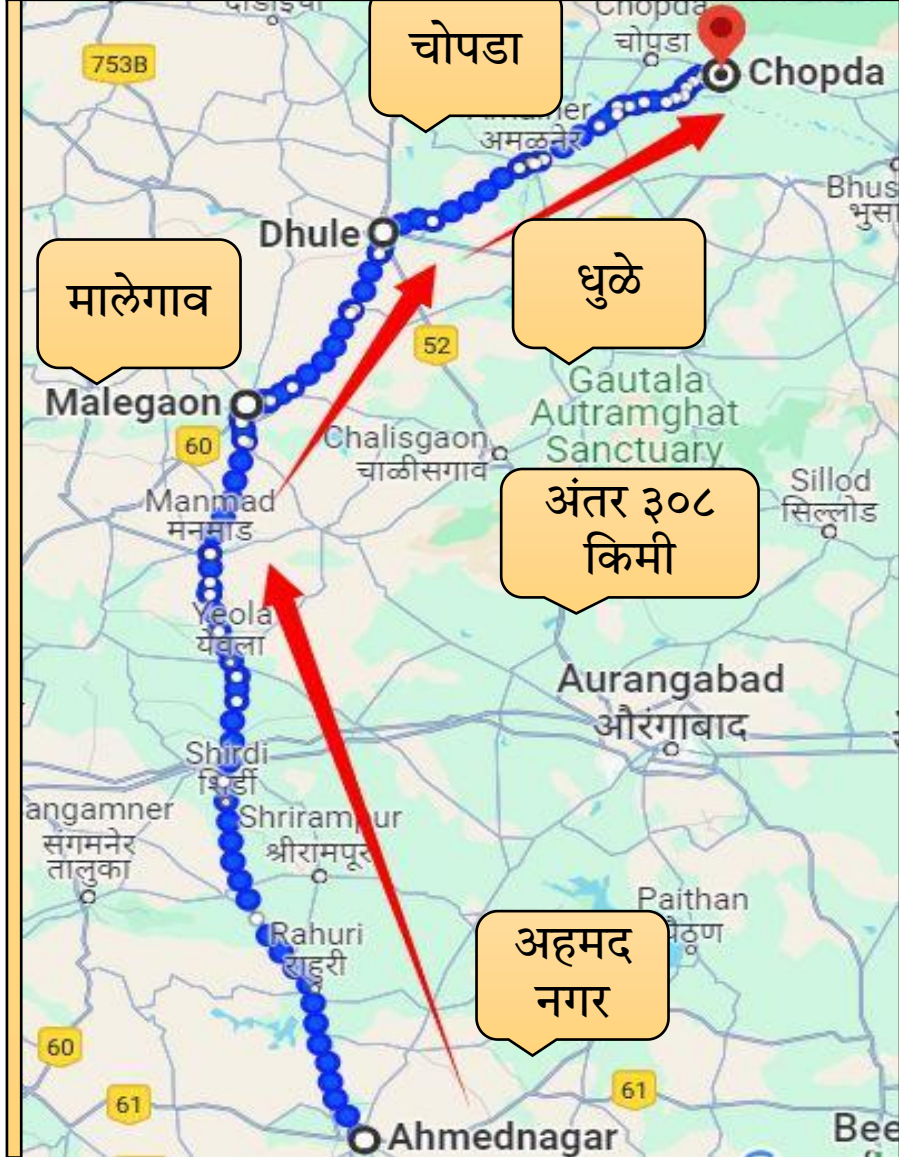 Chopda
चोपडा
753B
चोपडा
Chopda
अमळनेर
Dhule
धुळे
मालेगाव
52
Malegaon
60
Gautala
Autramghat
Sanctuary
Chalisgaon
चाळीसगाव
Manmad
मनमाड
अंतर ३०८
किमी
Sillod
सिल्लोड
Yeola
येवला
Aurangabad
औरंगाबाद
Shirdi
शिर्डी
Shrirampur
श्रीरामपूर
angamner
संगमनेर
तालुका
Paithan
पैठण
Rahuri
राहुरी
अहमद
नगर
60
61
61
Ahmednagar
Bee